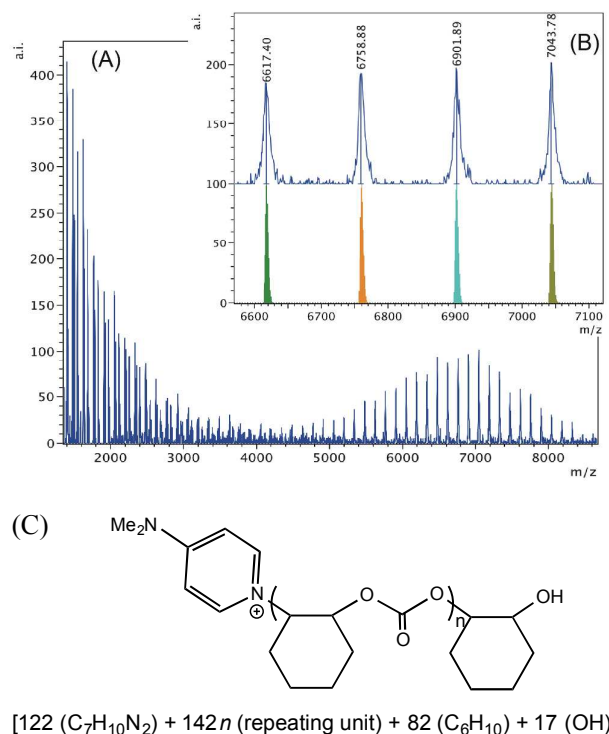 (A)
a.i.
400
350
300
250
200
150
100
50
0
2000 3000 4000 5000 6000 7000 8000
m/z
(B)
a.i.
6617.40 6758.88 6901.89 7043.78
200
150
100
50
0
6600 6700 6800 6900 7000 7100
m/z
(C)
Me₂N
N
⊕
(
O
O
O
)
n
OH
[122 (C₇H₁₀N₂) + 142n (repeating unit) + 82 (C₆H₁₀) + 17 (OH)